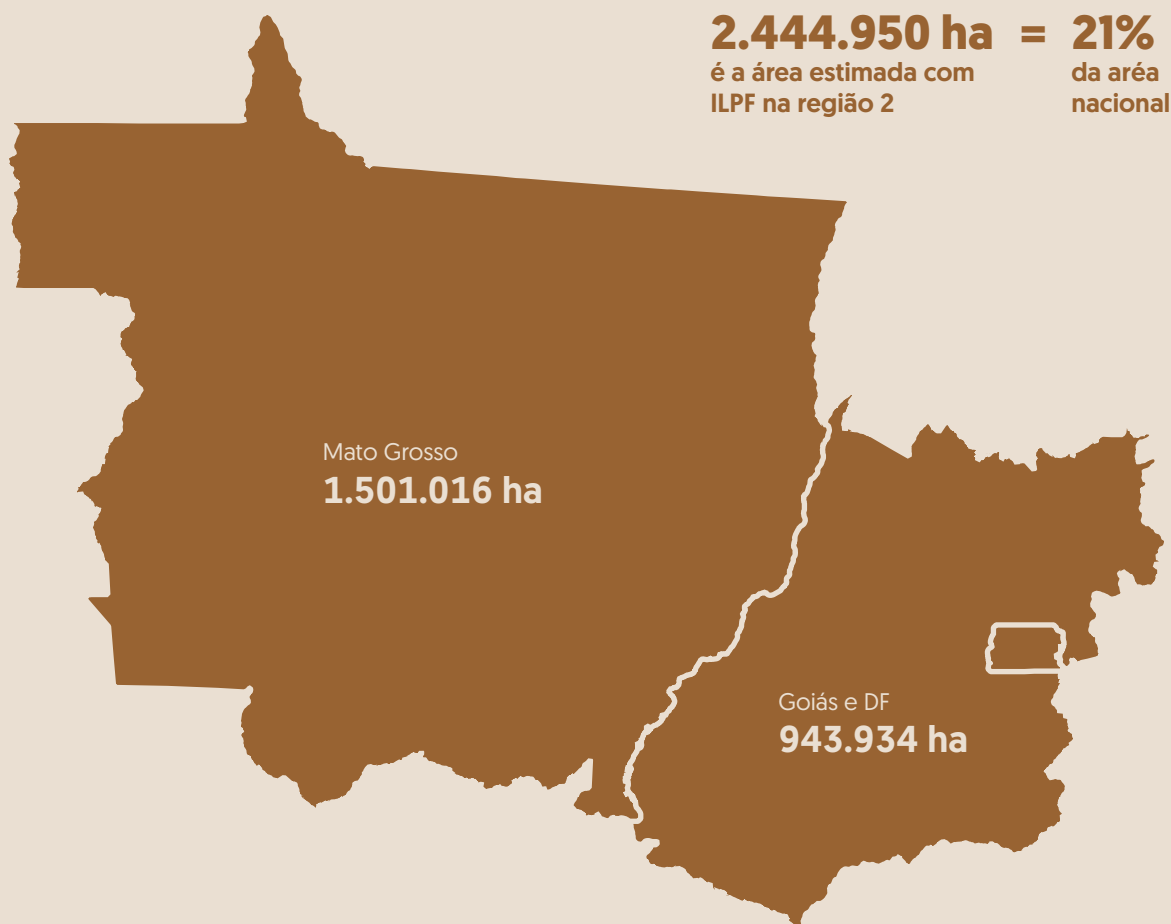 2.444.950 ha = 21%
é a área estimada com
ILPF na região 2
da aréa
nacional
Mato Grosso
1.501.016 ha
Goiás e DF
943.934 ha